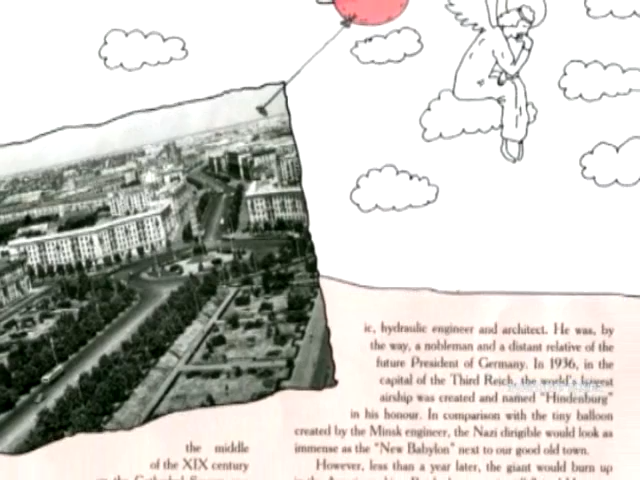 ic, hydraulic engineer and architect. He was, by
the way, a nobleman and a distant relative of the
future President of Germany. In 1936, in the
capital of the Third Reich, the world's largest
airship was created and named "Hindenburg"
in his honour. In comparison with the tiny balloon
created by the Minsk engineer, the Nazi dirigible would look as
immense as the "New Babylon" next to our good old town.
However, less than a year later, the giant would burn up
the middle
of the XIX century